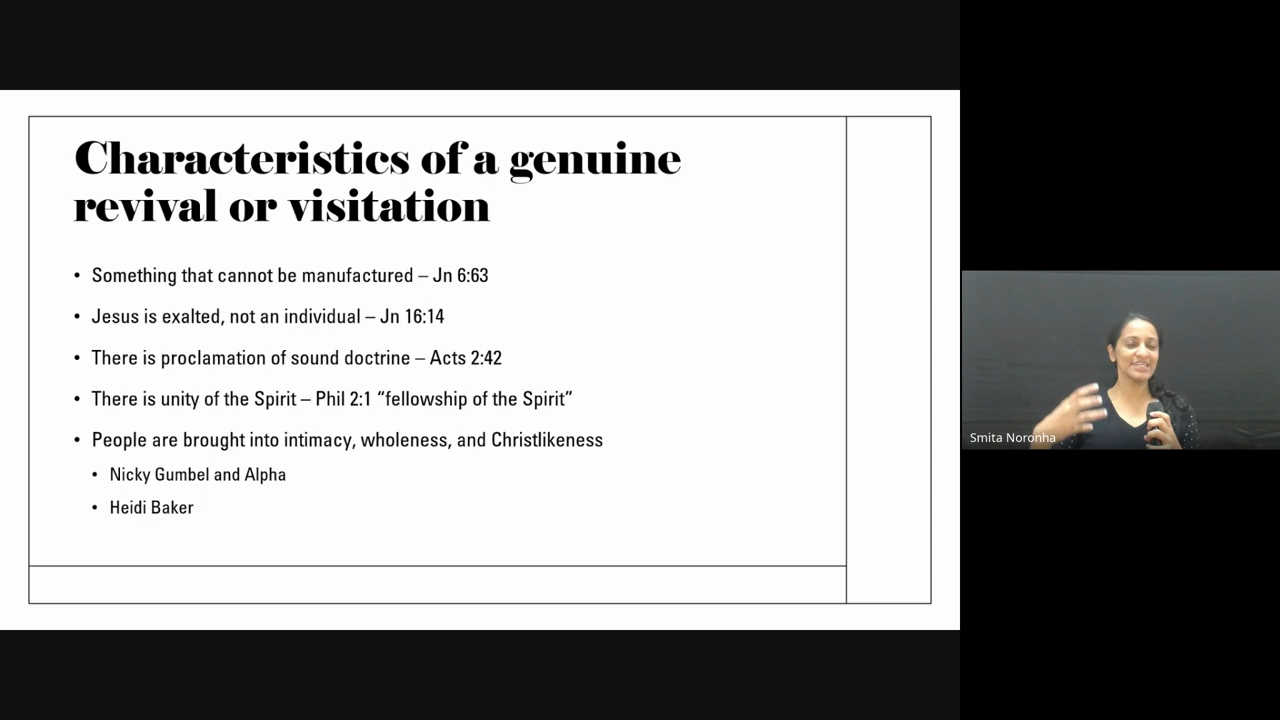 Characteristics of a genuine
revival or visitation
• Something that cannot be manufactured – Jn 6:63
• Jesus is exalted, not an individual – Jn 16:14
• There is proclamation of sound doctrine – Acts 2:42
• There is unity of the Spirit – Phil 2:1 “fellowship of the Spirit”
• People are brought into intimacy, wholeness, and Christlikeness
• Nicky Gumbel and Alpha
• Heidi Baker
Smita Noronha